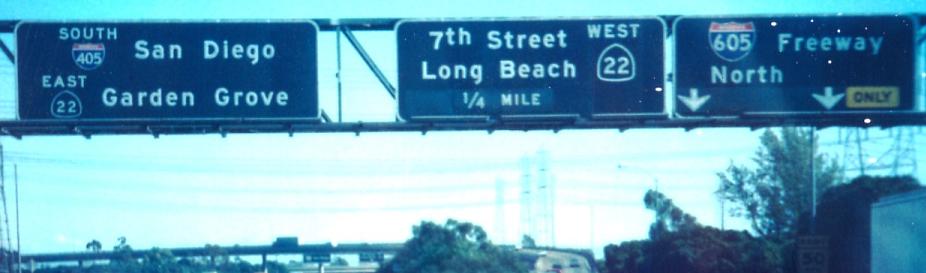 SOUTH
405 San Diego
EAST
22 Garden Grove
7th Street WEST
Long Beach 22
1/4 MILE
605 Freeway
North
ONLY